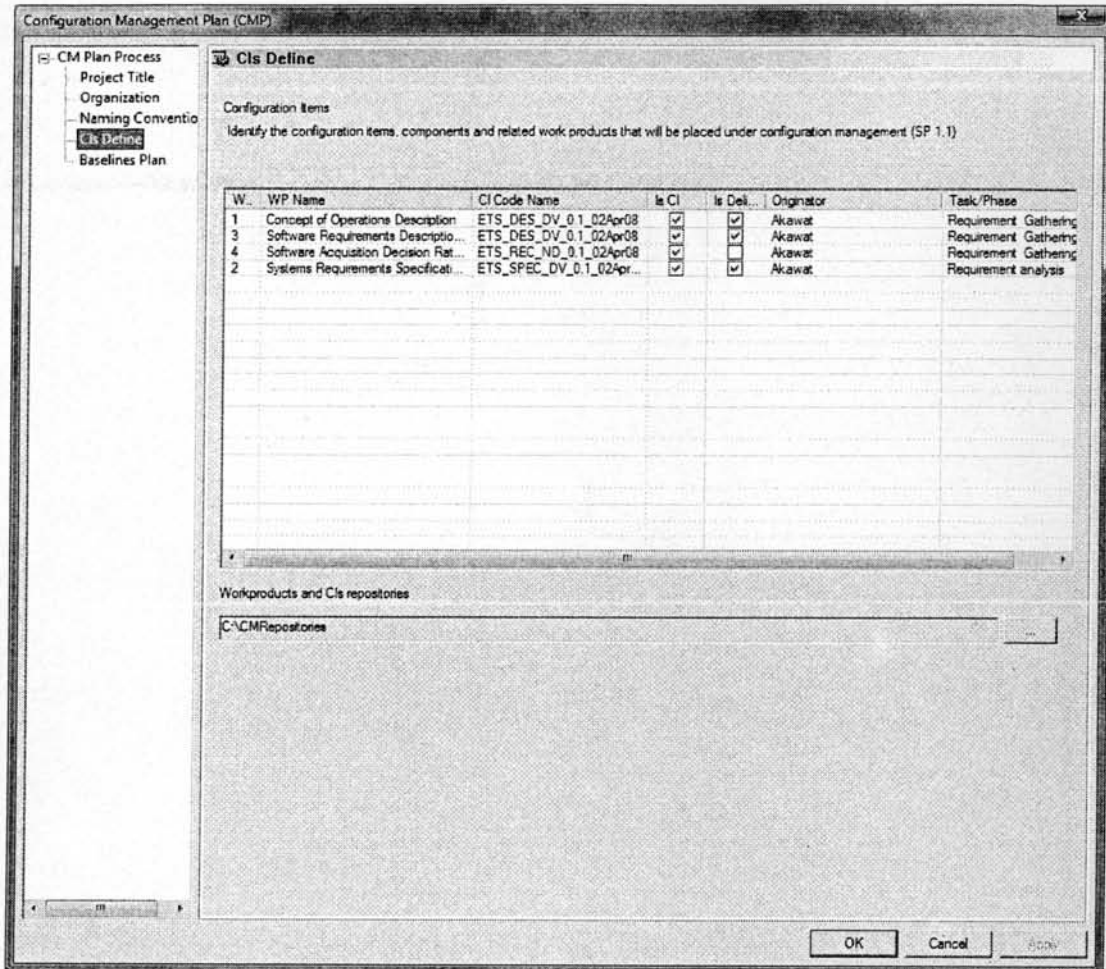 Configuration Management Plan (CMP)
CM Plan Process
Project Title
Organization
Naming Conventio
CIs Define
Baselines Plan
CIs Define
Configuration Items
Identify the configuration items, components and related work products that will be placed under configuration management (SP 1.1)
W... WP Name CI Code Name Is CI Is Deli... Originator Task/Phase
1 Concept of Operations Description ETS_DES_DV_0.1_02Apr08 Akawat Requirement Gathering
3 Software Requirements Descriptio... ETS_DES_DV_0.1_02Apr08 Akawat Requirement Gathering
4 Software Acquisition Decision Rat... ETS_REC_ND_0.1_02Apr08 Akawat Requirement Gathering
2 Systems Requirements Specificati... ETS_SPEC_DV_0.1_02Apr... Akawat Requirement analysis
Workproducts and CIs repositories
C:\CMRepositories
...
OK Cancel Apply